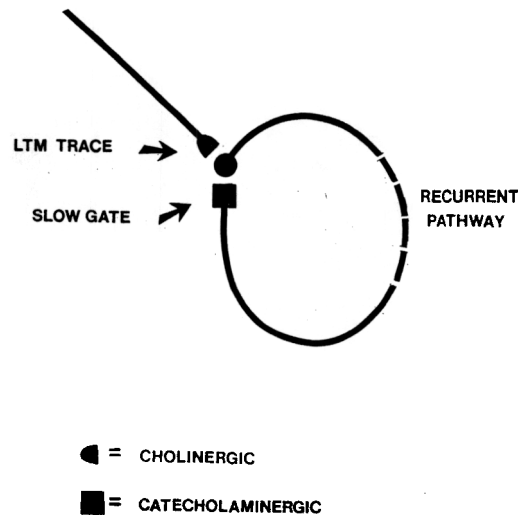 LTM TRACE
SLOW GATE
RECURRENT
PATHWAY
= CHOLINERGIC
= CATECHOLAMINERGIC